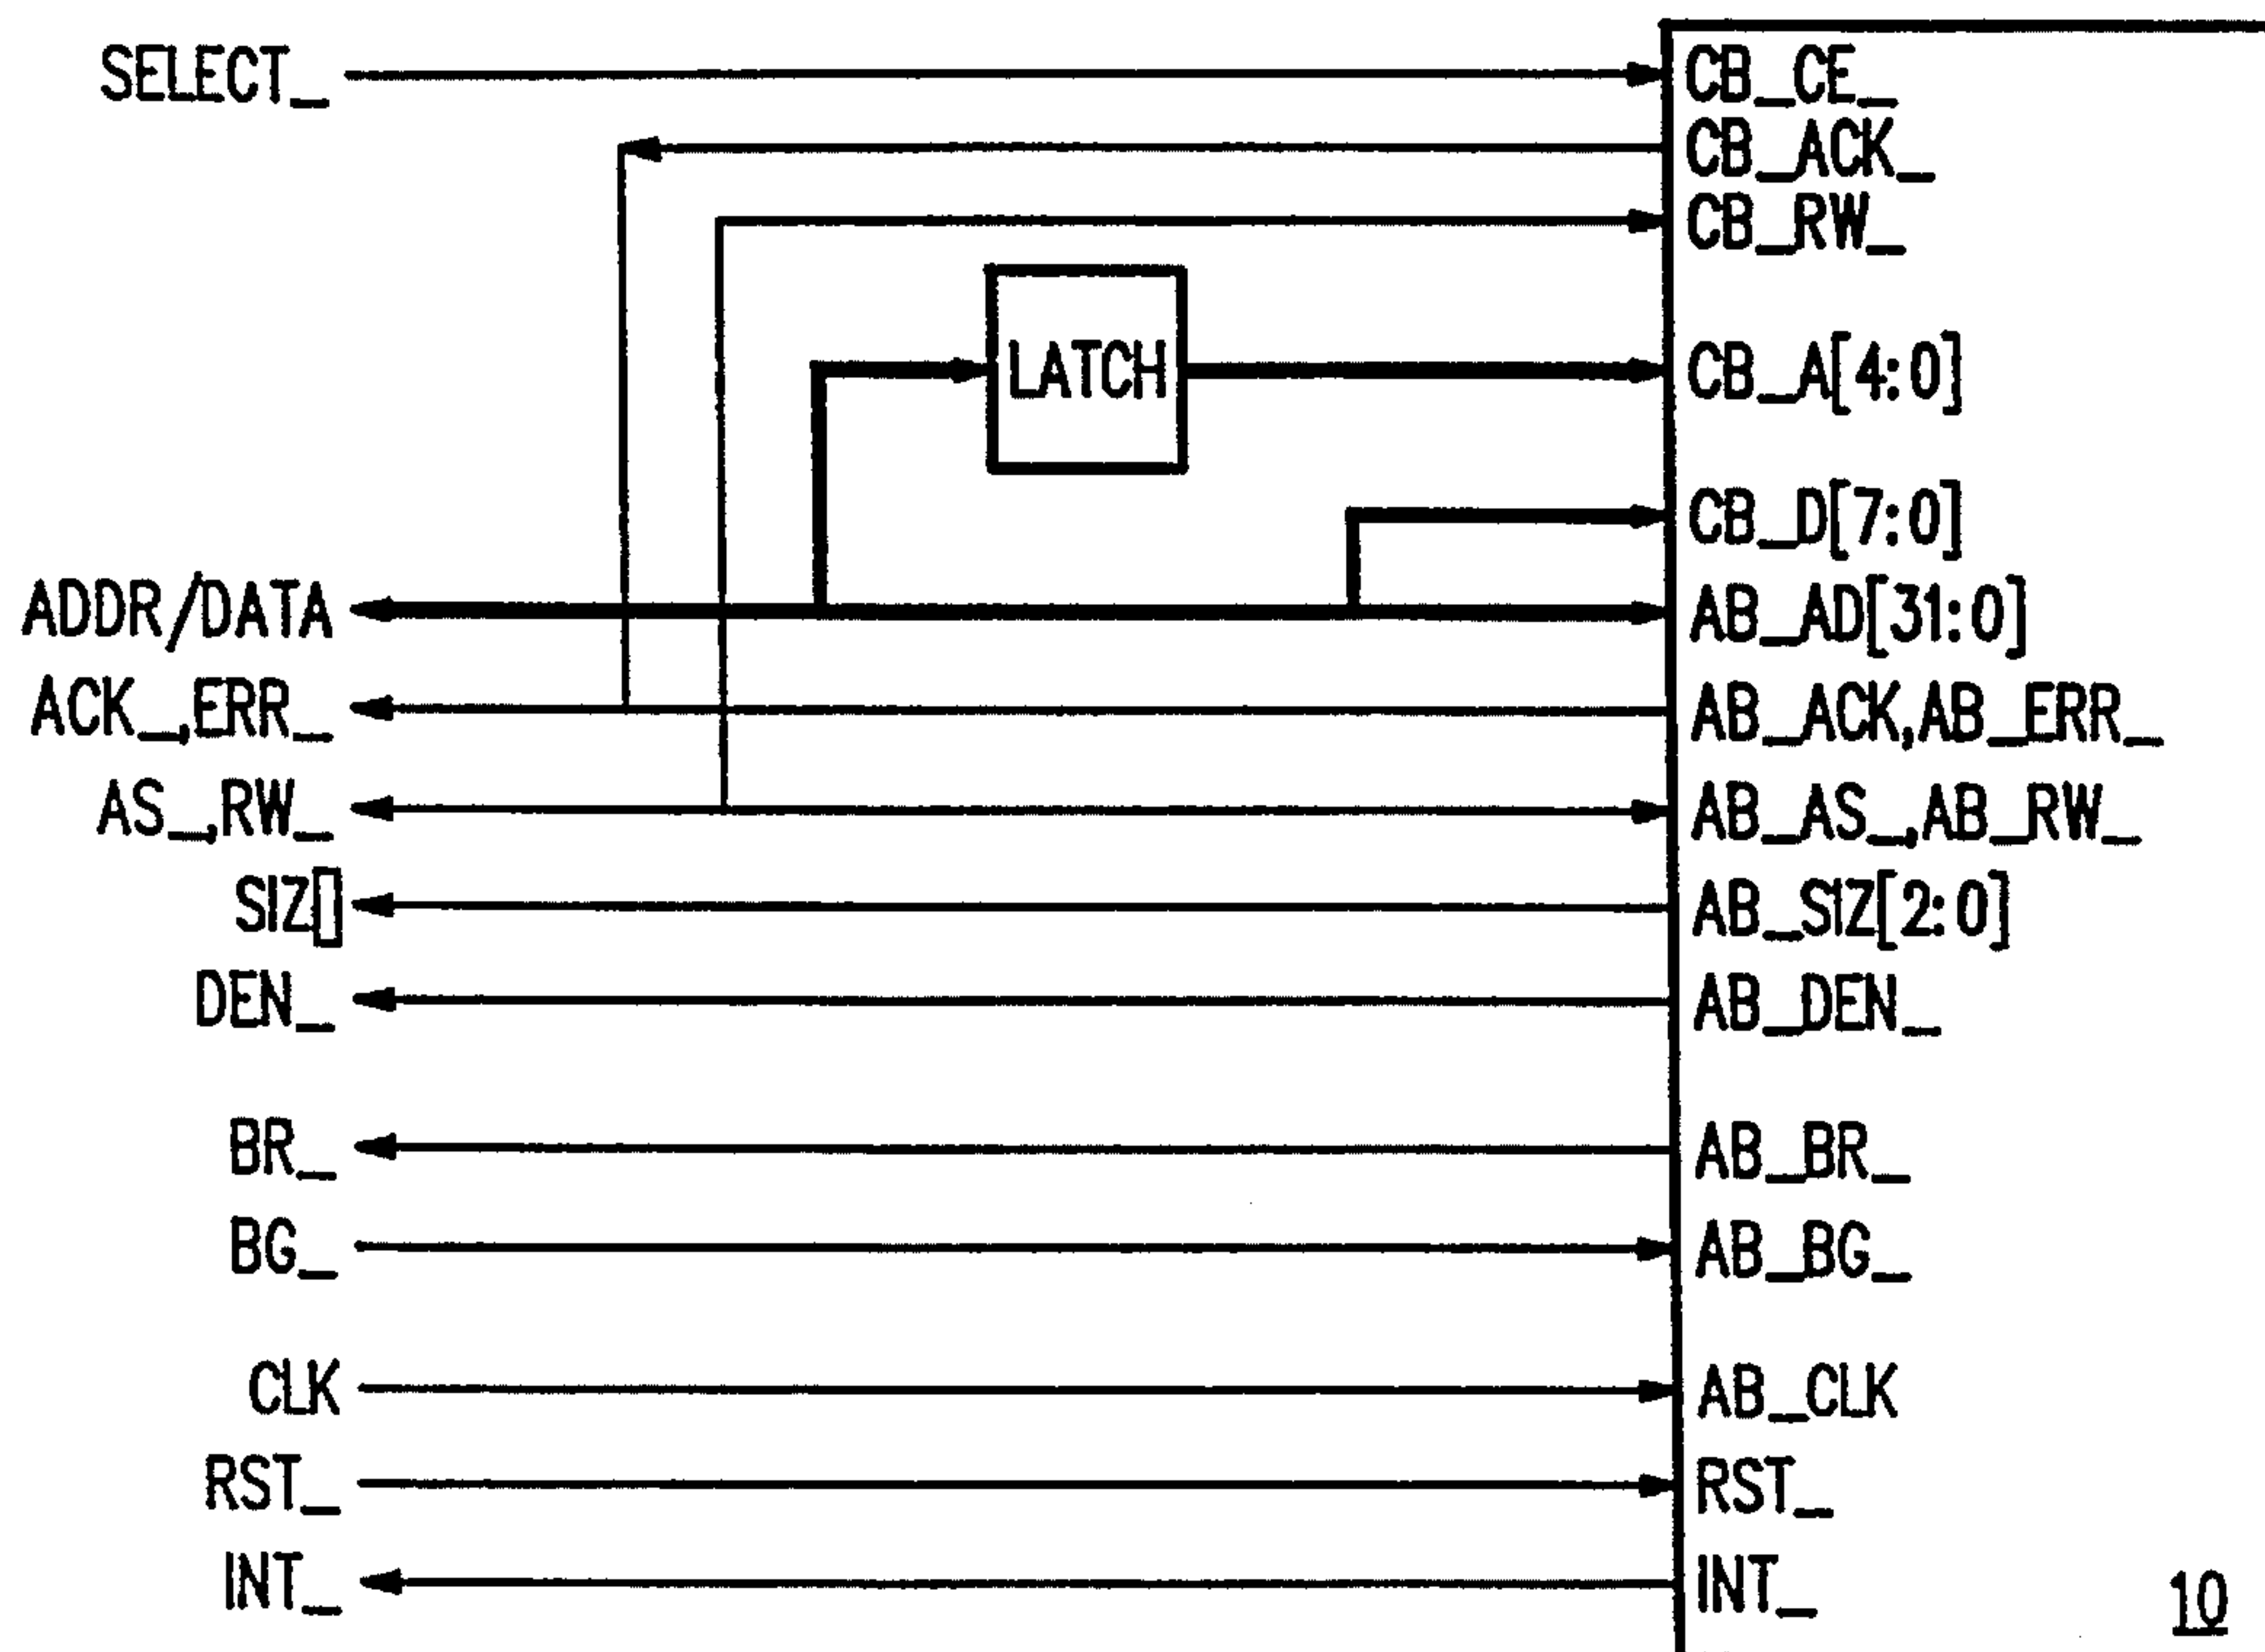 SELECT_ CB_CE_
CB_ACK_
CB_RW_
LATCH CB_A[4:0]
CB_D[7:0]
ADDR/DATA AB_AD[31:0]
ACK_,ERR_ AB_ACK,AB_ERR_
AS_,RW_ AB_AS_,AB_RW_
SIZ[] AB_SIZ[2:0]
DEN_ AB_DEN_
BR_ AB_BR_
BG_ AB_BG_
CLK AB_CLK
RST_ RST_
INT_ INT_
10